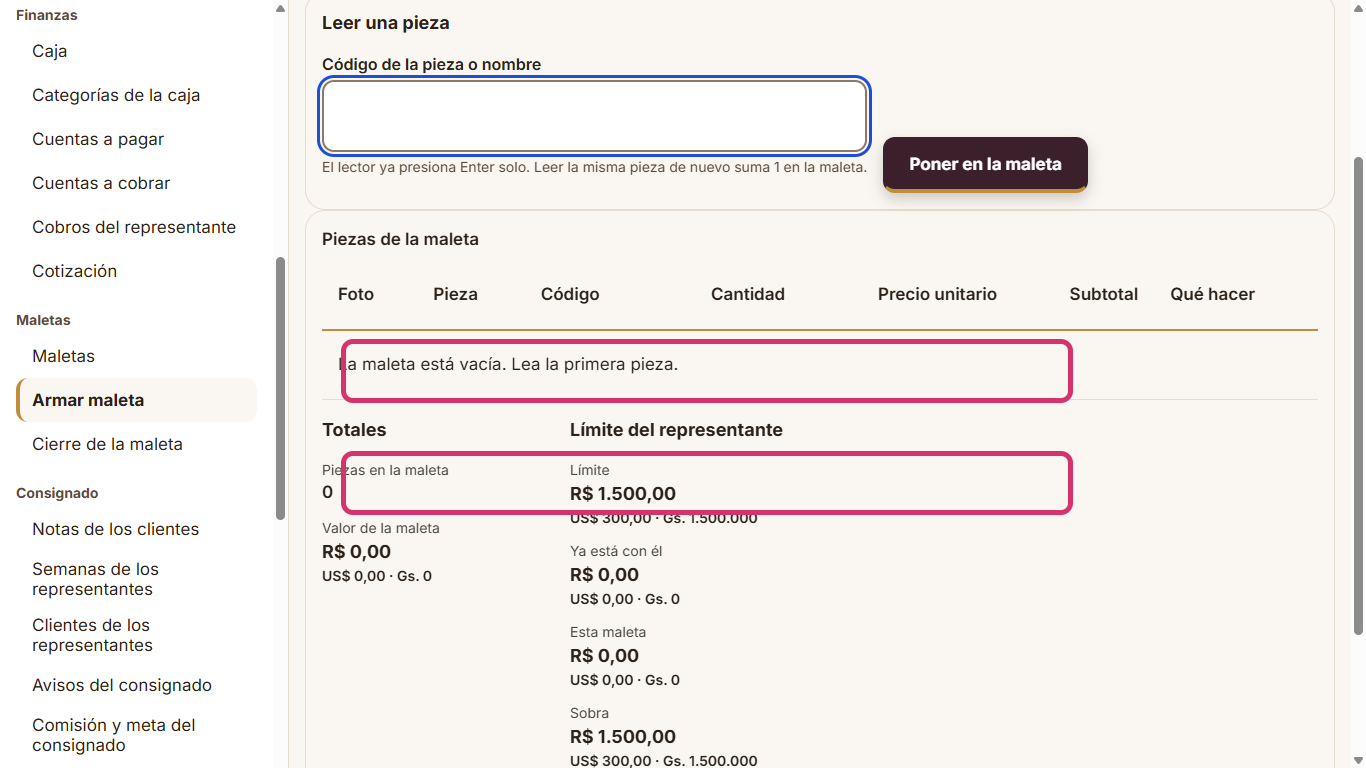 Finanzas
Caja
Categorías de la caja
Cuentas a pagar
Cuentas a cobrar
Cobros del representante
Cotización
Maletas
Maletas
Armar maleta
Cierre de la maleta
Consignado
Notas de los clientes
Semanas de los
representantes
Clientes de los
representantes
Avisos del consignado
Comisión y meta del
consignado
Leer una pieza
Código de la pieza o nombre
El lector ya presiona Enter solo. Leer la misma pieza de nuevo suma 1 en la maleta.
Poner en la maleta
Piezas de la maleta
Foto Pieza Código Cantidad Precio unitario Subtotal Qué hacer
La maleta está vacía. Lea la primera pieza.
Totales
Piezas en la maleta
0
Valor de la maleta
R$ 0,00
US$ 0,00 · Gs. 0
Límite del representante
Límite
R$ 1.500,00
US$ 300,00 · Gs. 1.500.000
Ya está con él
R$ 0,00
US$ 0,00 · Gs. 0
Esta maleta
R$ 0,00
US$ 0,00 · Gs. 0
Sobra
R$ 1.500,00
US$ 300,00 · Gs. 1.500.000